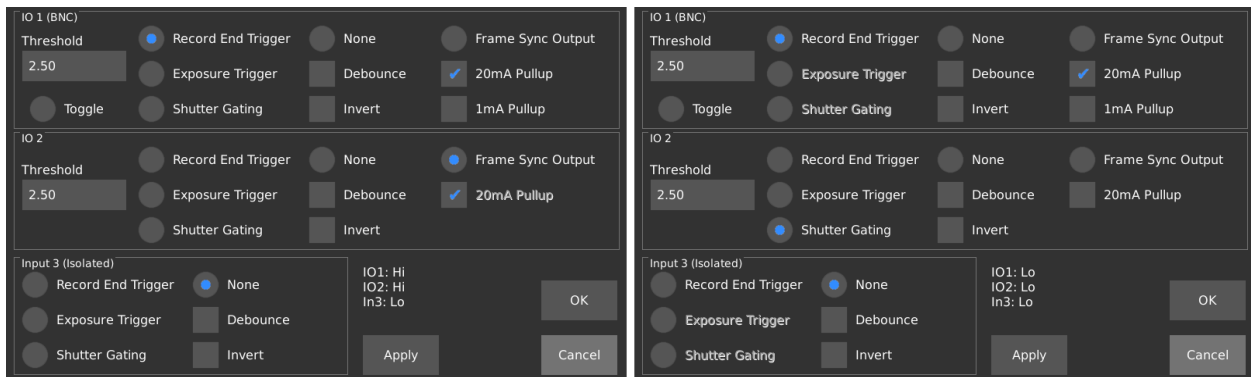 IO 1 (BNC)
Threshold
2.50
Toggle
Record End Trigger
Exposure Trigger
Shutter Gating
None
Debounce
Invert
Frame Sync Output
20mA Pullup
1mA Pullup
IO 2
Threshold
2.50
Record End Trigger
Exposure Trigger
Shutter Gating
None
Debounce
Invert
Frame Sync Output
20mA Pullup
Input 3 (Isolated)
Record End Trigger
Exposure Trigger
Shutter Gating
None
Debounce
Invert
IO1: Hi
IO2: Hi
In3: Lo
Apply
OK
Cancel
IO 1 (BNC)
Threshold
2.50
Toggle
Record End Trigger
Exposure Trigger
Shutter Gating
None
Debounce
Invert
Frame Sync Output
20mA Pullup
1mA Pullup
IO 2
Threshold
2.50
Record End Trigger
Exposure Trigger
Shutter Gating
None
Debounce
Invert
Frame Sync Output
20mA Pullup
Input 3 (Isolated)
Record End Trigger
Exposure Trigger
Shutter Gating
None
Debounce
Invert
IO1: Lo
IO2: Lo
In3: Lo
Apply
OK
Cancel